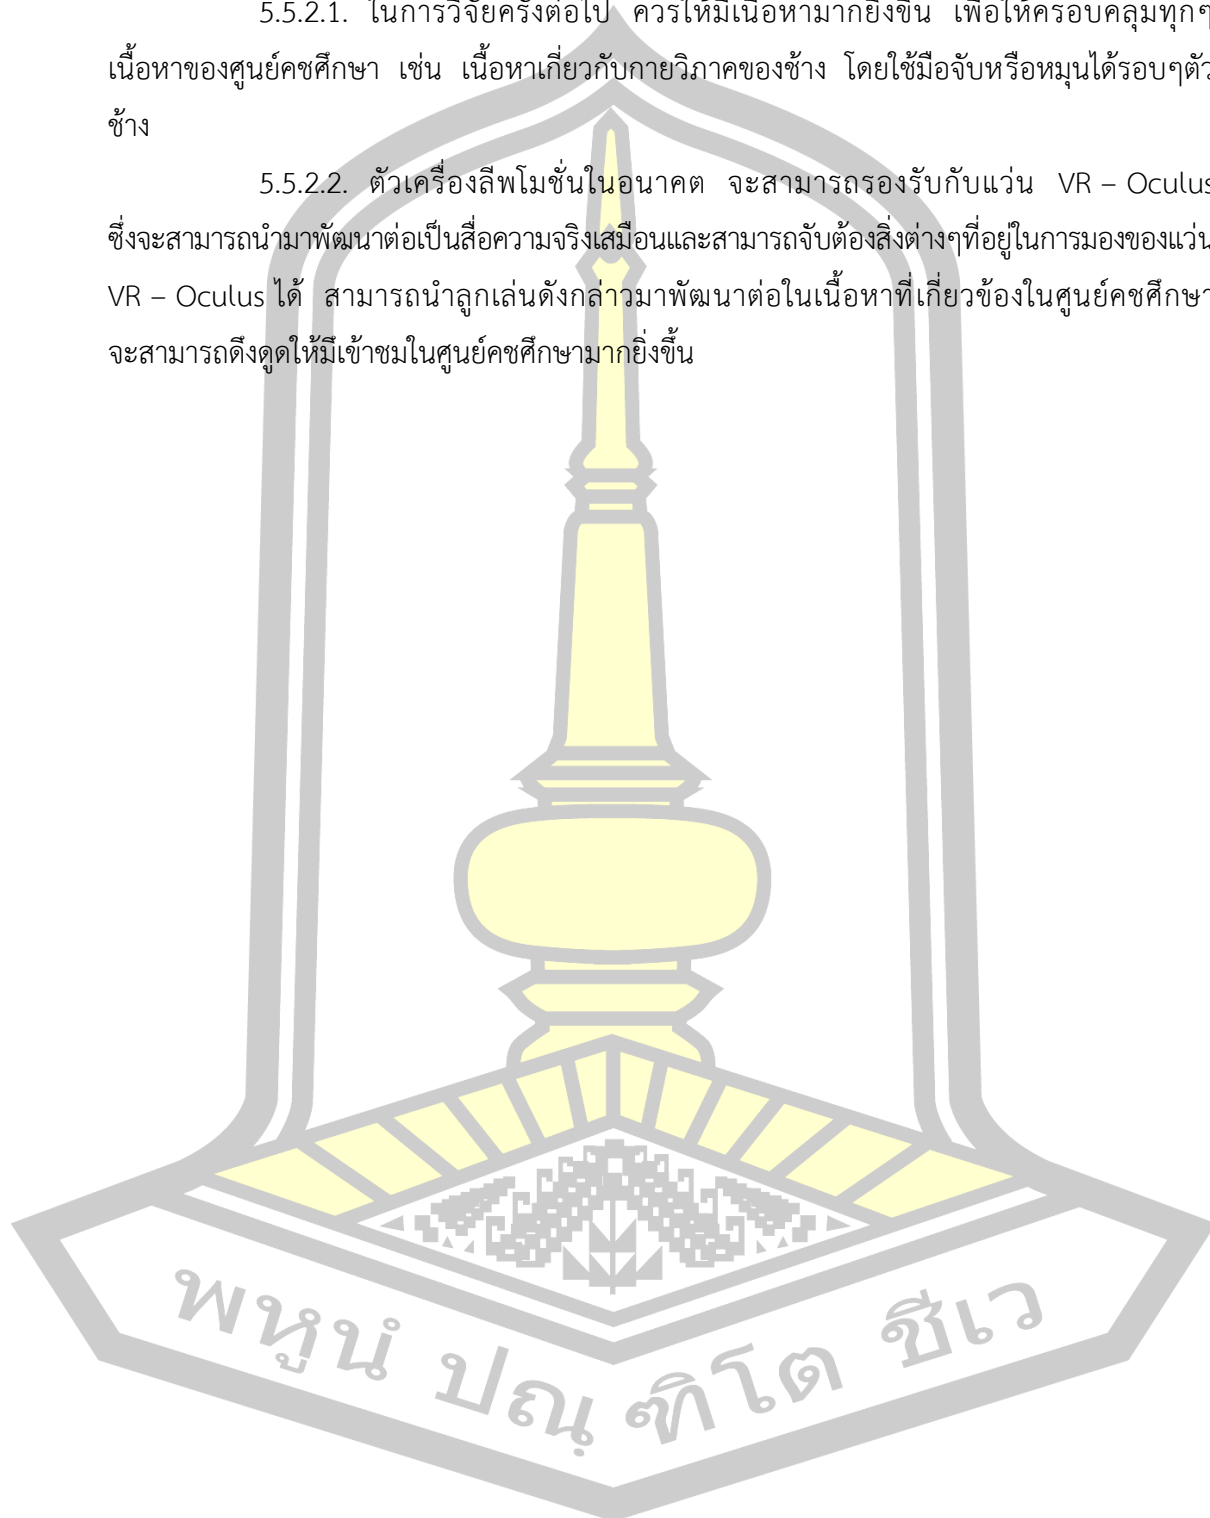 5.5.2.1. ในการวิจัยครั้งต่อไป ควรให้มีเนื้อหามากยิ่งขึ้น เพื่อให้ครอบคลุมทุกๆ
เนื้อหาของศูนย์คชศึกษา เช่น เนื้อหาเกี่ยวกับกายวิภาคของช้าง โดยใช้มือจับหรือหมุนได้รอบๆตัว
ช้าง
5.5.2.2. ตัวเครื่องลีพโมชั่นในอนาคต จะสามารถรองรับกับแว่น VR – Oculus
ซึ่งจะสามารถนำมาพัฒนาต่อเป็นสื่อความจริงเสมือนและสามารถจับต้องสิ่งต่างๆที่อยู่ในการมองของแว่น
VR – Oculus ได้ สามารถนำลูกเล่นดังกล่าวมาพัฒนาต่อในเนื้อหาที่เกี่ยวข้องในศูนย์คชศึกษา
จะสามารถดึงดูดให้มีเข้าชมในศูนย์คชศึกษามากยิ่งขึ้น
พหูนํ ปณฺฑิโต ชีเว